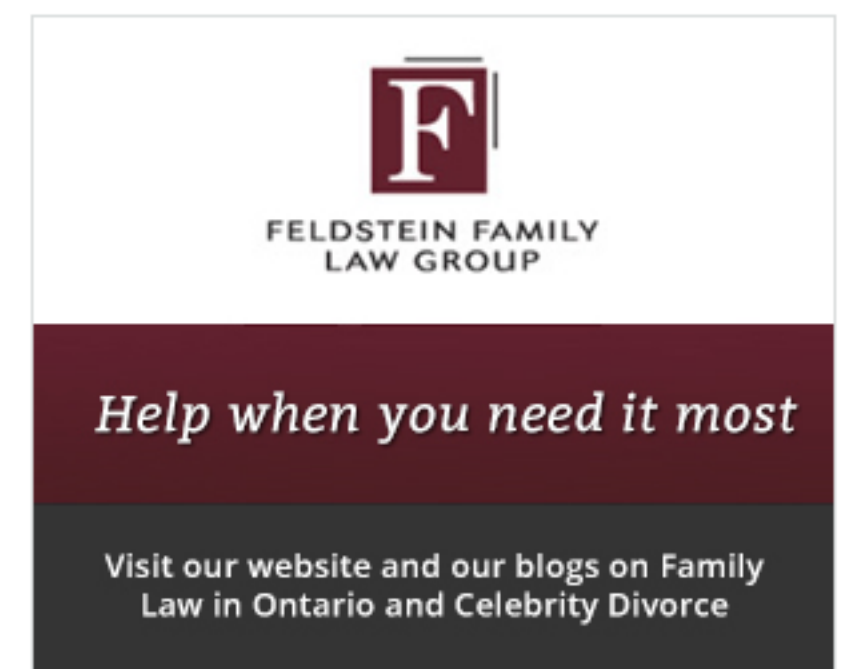 F
FELDSTEIN FAMILY
LAW GROUP
Help when you need it most
Visit our website and our blogs on Family
Law in Ontario and Celebrity Divorce